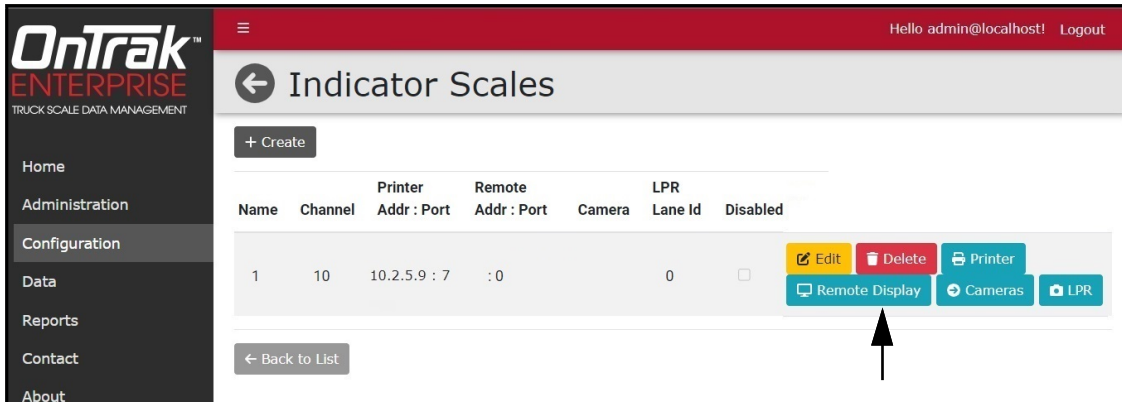 OnTrak™
ENTERPRISE
TRUCK SCALE DATA MANAGEMENT
Home
Administration
Configuration
Data
Reports
Contact
About
Hello admin@localhost! Logout
Indicator Scales
+ Create
Name Channel Printer Addr : Port Remote Addr : Port Camera LPR Lane Id Disabled
1 10 10.2.5.9 : 7 : 0 0
Edit Delete Printer
Remote Display Cameras LPR
← Back to List